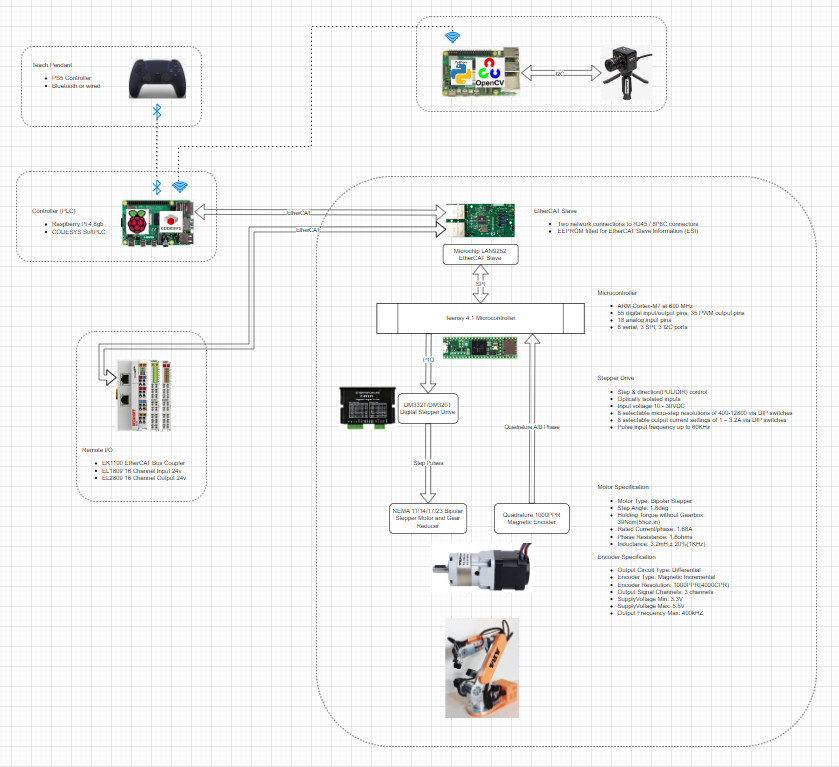 Teach Pendant
PS5 Controller
Bluetooth or wired
OpenCV
I2C
Controller (PLC)
Raspberry Pi 4 8gb
CODESYS SoftPLC
CODESYS
EtherCAT
EtherCAT
EtherCAT Slave
Two network connections to RJ45 / 8P8C connectors
EEPROM fitted for EtherCAT Slave Information (ESI)
Microchip LAN9252
EtherCAT Slave
SPI
Teensy 4.1 Microcontroller
Microcontroller
ARM Cortex-M7 at 600 MHz
55 digital input/output pins, 35 PWM output pins
18 analog input pins
8 serial, 3 SPI, 3 I2C ports
PTO
DM332T/DM320T
Digital Stepper Drive
Stepper Drive
Step & direction(PUL/DIR) control
Optically isolated inputs
Input voltage 10 - 30VDC
8 selectable micro-step resolutions of 400-12800 via DIP switches
8 selectable output current settings of 1 – 3.2A via DIP switches
Pulse input frequency up to 60KHz
Quadrature A/B Phase
Remote I/O
EK1100 EtherCAT Bus Coupler
EL1809 16 Channel Input 24v
EL2809 16 Channel Output 24v
Step Pulses
NEMA 11/14/17/23 Bipolar
Stepper Motor and Gear
Reducer
Quadrature 1000PPR
Magnetic Encoder
Motor Specification
Motor Type: Bipolar Stepper
Step Angle: 1.8deg
Holding Torque without Gearbox:
39Ncm(55oz.in)
Rated Current/phase: 1.68A
Phase Resistance: 1.6ohms
Inductance: 3.2mH ± 20%(1KHz)
Encoder Specification
Output Circuit Type: Differential
Encoder Type: Magnetic Incremental
Encoder Resolution: 1000PPR(4000CPR)
Output Signal Channels: 3 channels
SupplyVoltage Min: 3.3V
SupplyVoltage Max: 5.5V
Output Frequency Max: 400kHZ